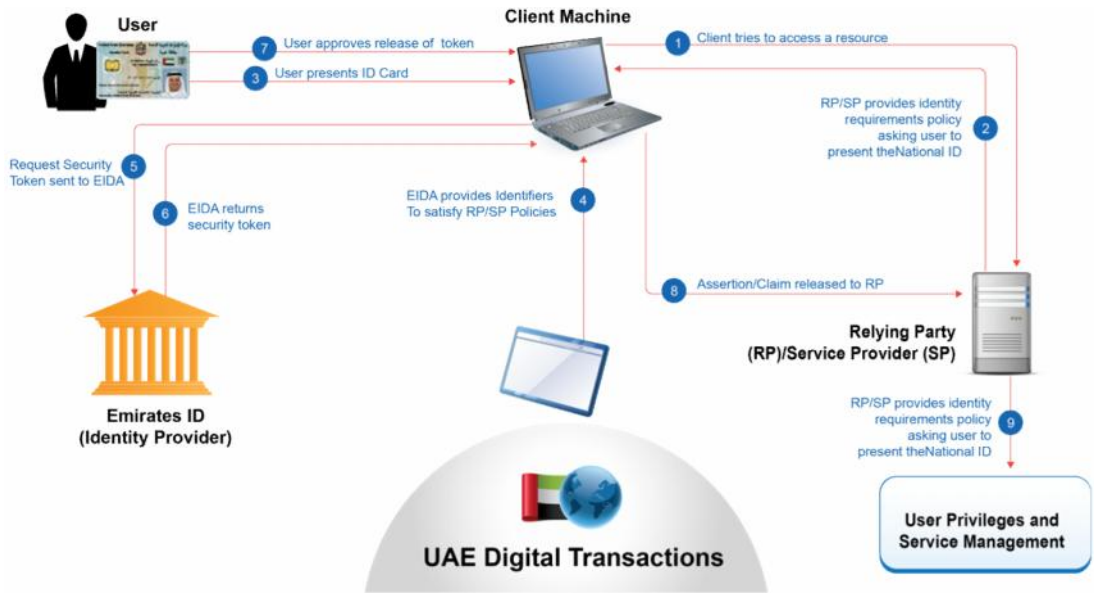 User
Client Machine
7
User approves release of token
1
Client tries to access a resource
3
User presents ID Card
RP/SP provides identity
requirements policy
asking user to
present theNational ID
2
Request Security
Token sent to EIDA
5
6
EIDA returns
security token
EIDA provides Identifiers
To satisfy RP/SP Policies
4
8
Assertion/Claim released to RP
Relying Party
(RP)/Service Provider (SP)
Emirates ID
(Identity Provider)
RP/SP provides identity
requirements policy
asking user to
present theNational ID
9
User Privileges and
Service Management
UAE Digital Transactions